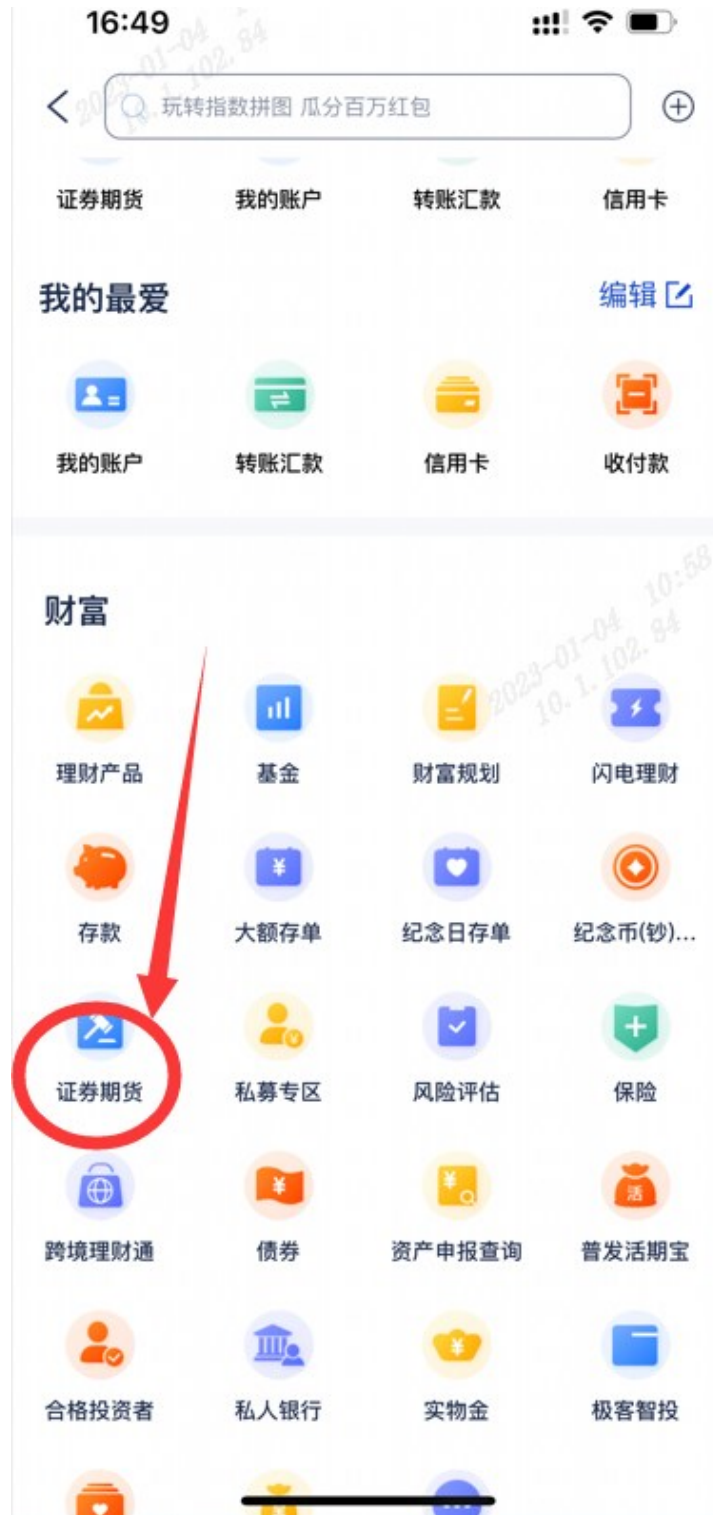 16:49
玩转指数拼图 瓜分百万红包
证券期货 我的账户 转账汇款 信用卡
我的最爱 编辑
我的账户 转账汇款 信用卡 收付款
财富
2023-01-04 10:58
10.1.102.84
理财产品 基金 财富规划 闪电理财
¥
存款 大额存单 纪念日存单 纪念币(钞)...
证券期货 私募专区 风险评估 保险
¥ ¥ 活
跨境理财通 债券 资产申报查询 普发活期宝
¥
合格投资者 私人银行 实物金 极客智投